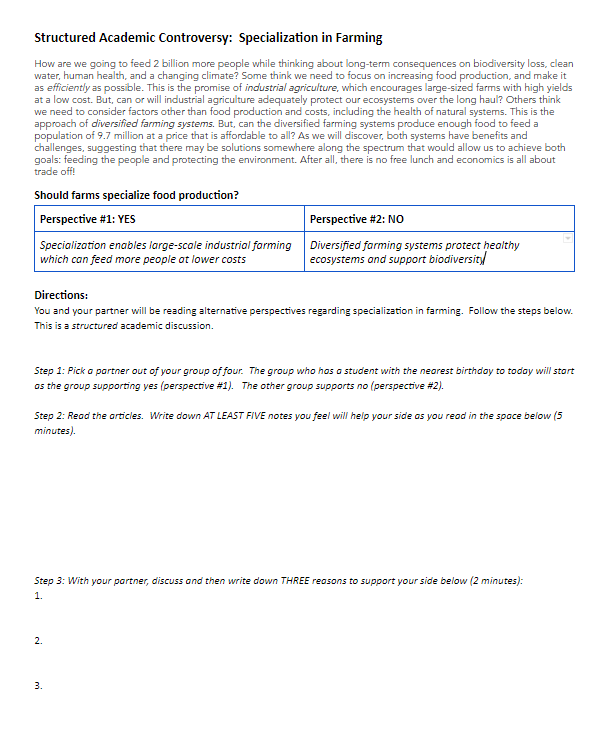 Structured Academic Controversy:  Specialization in Farming
How are we going to feed 2 billion more people while thinking about long-term consequences on biodiversity loss, clean
water, human health, and a changing climate? Some think we need to focus on increasing food production, and make it
as efficiently as possible. This is the promise of industrial agriculture, which encourages large-sized farms with high yields
at a low cost. But, can or will industrial agriculture adequately protect our ecosystems over the long haul? Others think
we need to consider factors other than food production and costs, including the health of natural systems. This is the
approach of diversified farming systems. But, can the diversified farming systems produce enough food to feed a
population of 9.7 million at a price that is affordable to all? As we will discover, both systems have benefits and
challenges, suggesting that there may be solutions somewhere along the spectrum that would allow us to achieve both
goals: feeding the people and protecting the environment. After all, there is no free lunch and economics is all about
trade off!
Should farms specialize food production?
Perspective #1: YES
Specialization enables large-scale industrial farming
which can feed more people at lower costs
Perspective #2: NO
Diversified farming systems protect healthy
ecosystems and support biodiversity
Directions:
You and your partner will be reading alternative perspectives regarding specialization in farming.  Follow the steps below.
This is a structured academic discussion.
Step 1: Pick a partner out of your group of four.  The group who has a student with the nearest birthday to today will start
as the group supporting yes (perspective #1).   The other group supports no (perspective #2).
Step 2: Read the articles.  Write down AT LEAST FIVE notes you feel will help your side as you read in the space below (5
minutes).
Step 3: With your partner, discuss and then write down THREE reasons to support your side below (2 minutes):
1.
2.
3.